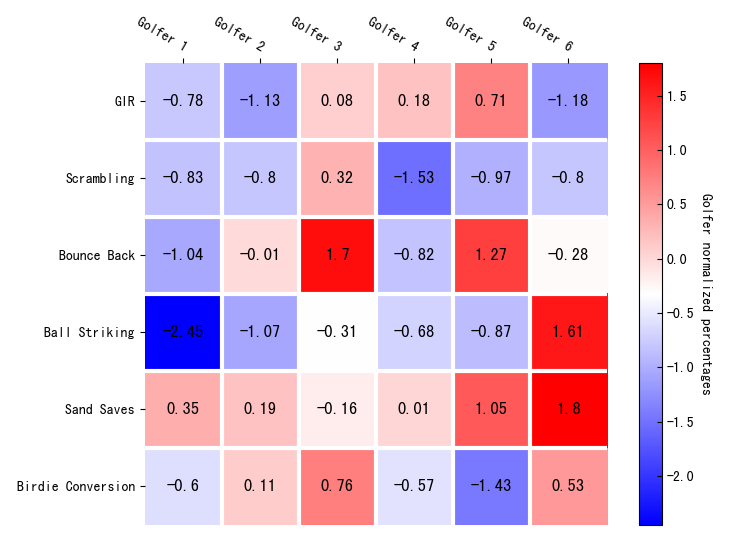 Golfer 1 Golfer 2 Golfer 3 Golfer 4 Golfer 5 Golfer 6
GIR -0.78 -1.13 0.08 0.18 0.71 -1.18
Scrambling -0.83 -0.8 0.32 -1.53 -0.97 -0.8
Bounce Back -1.04 -0.01 1.7 -0.82 1.27 -0.28
Ball Striking -2.45 -1.07 -0.31 -0.68 -0.87 1.61
Sand Saves 0.35 0.19 -0.16 0.01 1.05 1.8
Birdie Conversion -0.6 0.11 0.76 -0.57 -1.43 0.53
1.5
1.0
0.5
0.0
-0.5
-1.0
-1.5
-2.0
Golfer normalized percentages